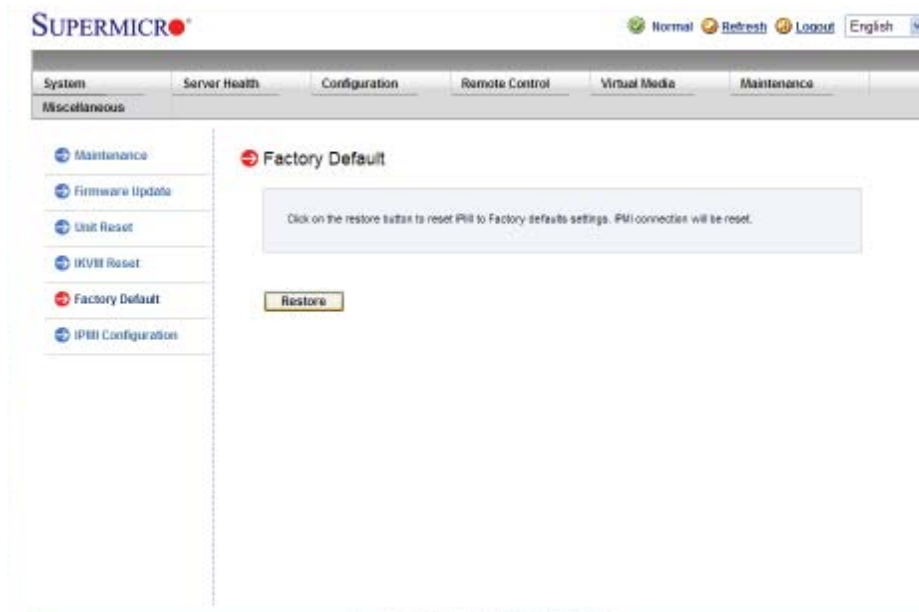 SUPERMICRO
Normal Refresh Logout English
System Server Health Configuration Remote Control Virtual Media Maintenance
Miscellaneous
Maintenance
Firmware Update
Unit Reset
IKVM Reset
Factory Default
IPMI Configuration
Factory Default
Click on the restore button to reset IPMI to Factory defaults settings. IPMI connection will be reset.
Restore